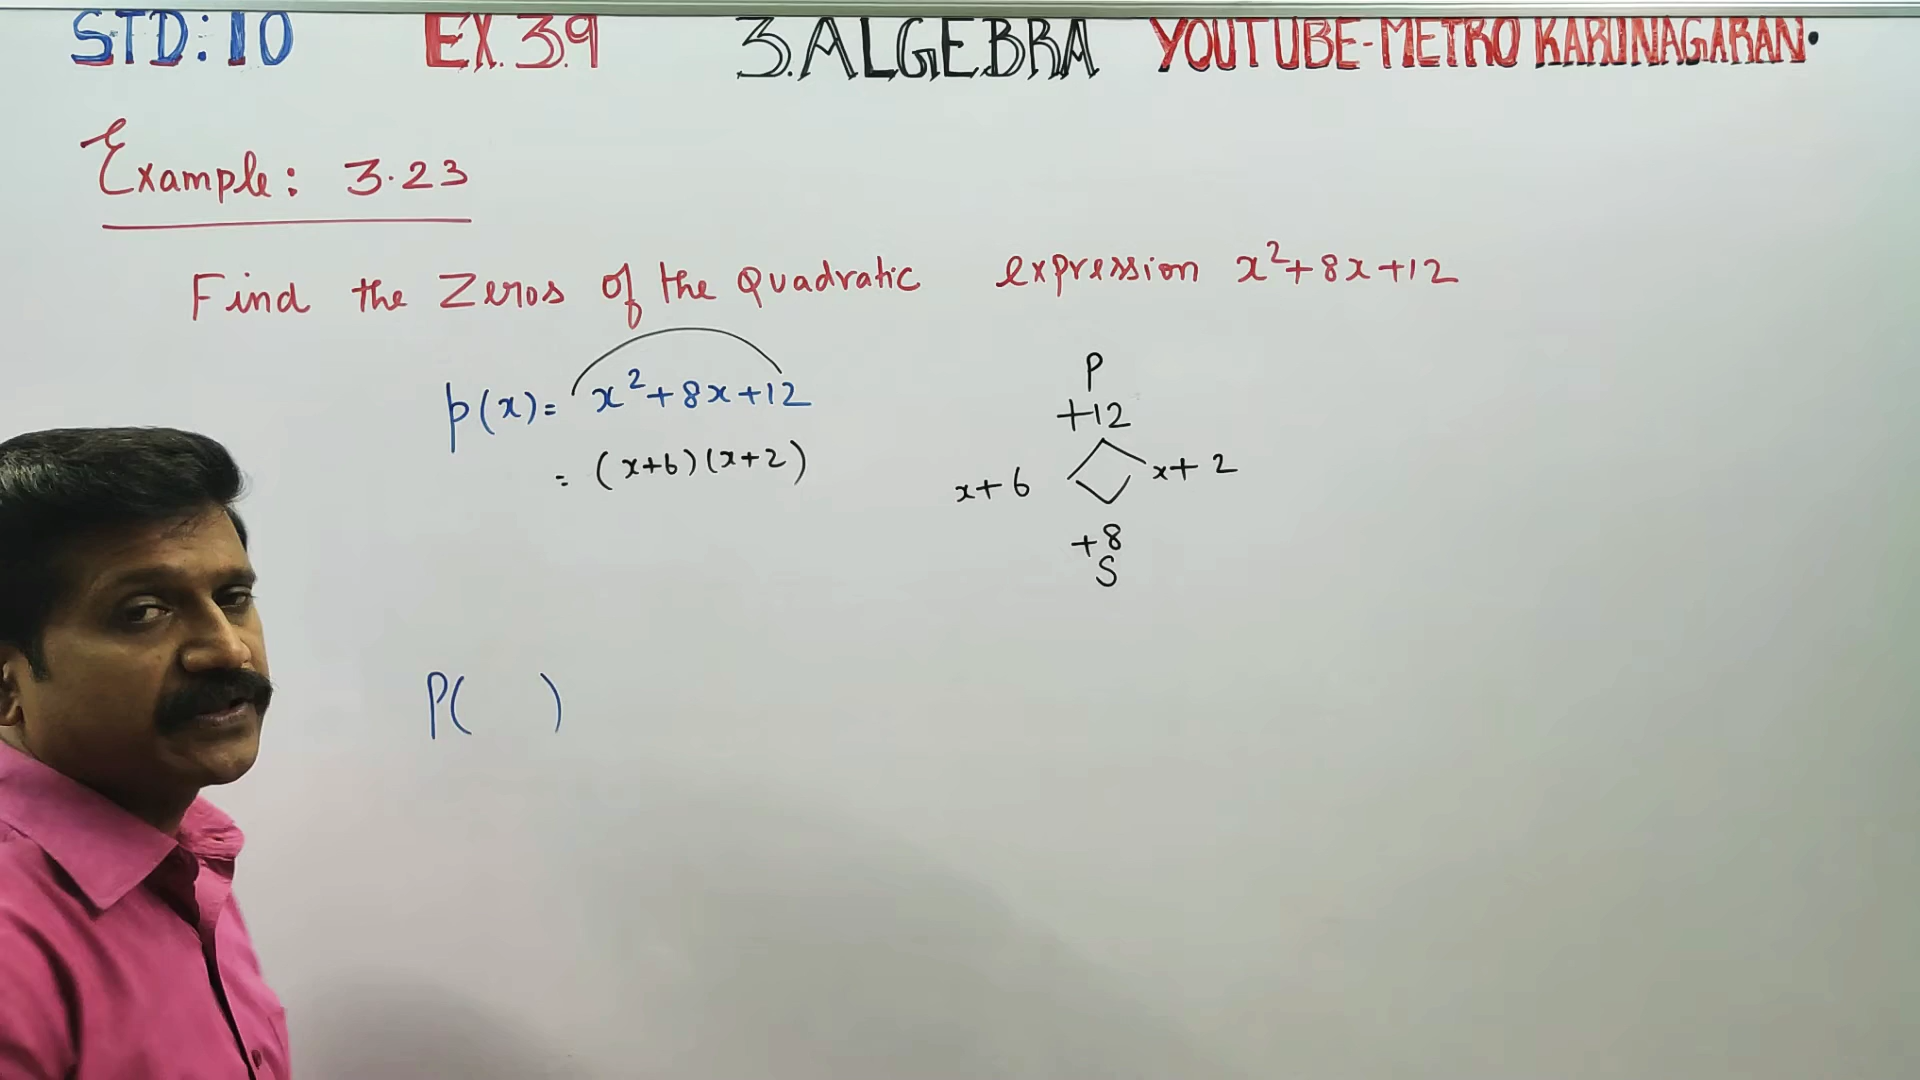 STD: 10 EX. 3.9 3. ALGEBRA YOUTUBE-METRO KARUNAGARAN.
Example: 3.23
Find the Zeros of the Quadratic expression x²+8x+12
p(x) = x²+8x+12
= (x+6)(x+2)
P
+12
x+6 x+2
+8
S
P( )